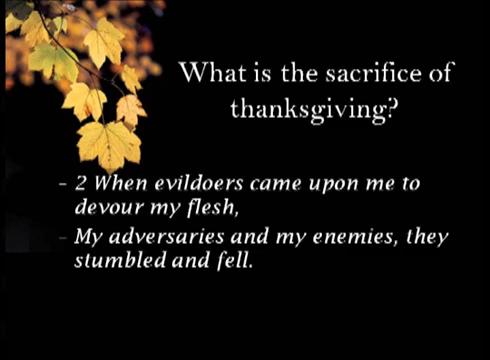 What is the sacrifice of
thanksgiving?
- 2 When evildoers came upon me to
devour my flesh,
- My adversaries and my enemies, they
stumbled and fell.